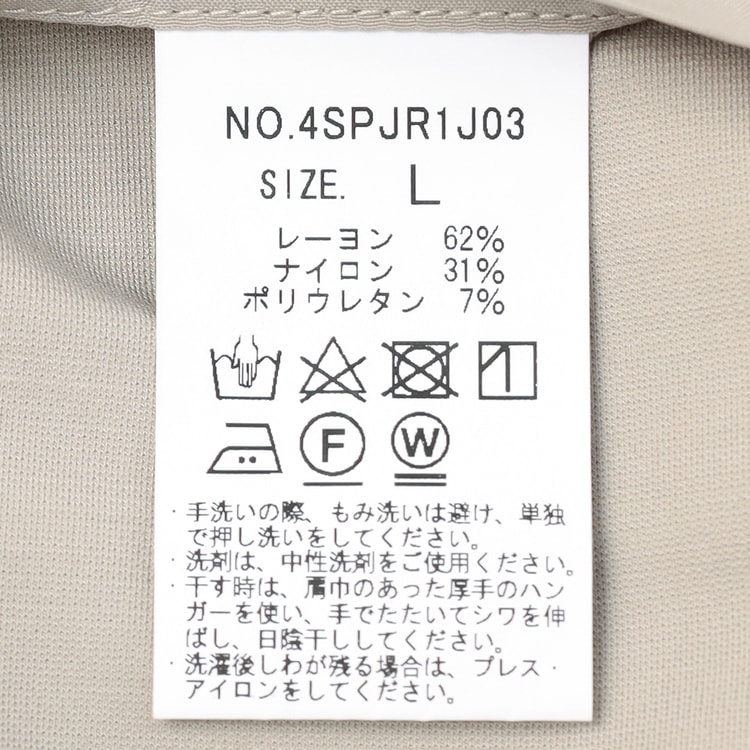 NO.4SPJR1J03
SIZE. L
レーヨン 62%
ナイロン 31%
ポリウレタン 7%
F W
・手洗いの際、もみ洗いは避け、単独
で押し洗いをしてください。
・洗剤は、中性洗剤をご使用ください。
・干す時は、肩巾のあった厚手のハン
ガーを使い、手でたたいてシワを伸
ばし、日陰干ししてください。
・洗濯後しわが残る場合は、プレス・
アイロンをしてください。